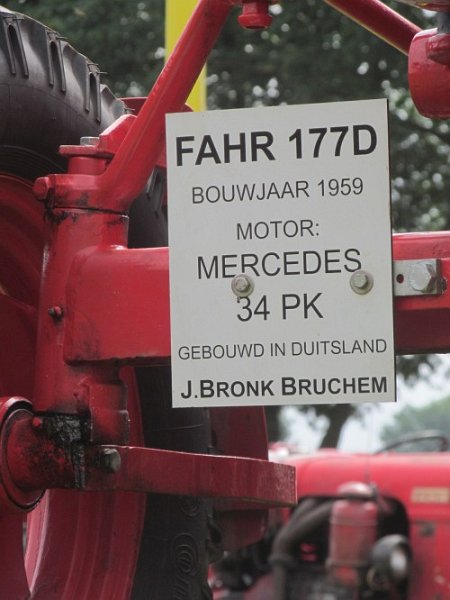 FAHR 177D
BOUWJAAR 1959
MOTOR:
MERCEDES
34 PK
GEBOUWD IN DUITSLAND
J.BRONK BRUCHEM